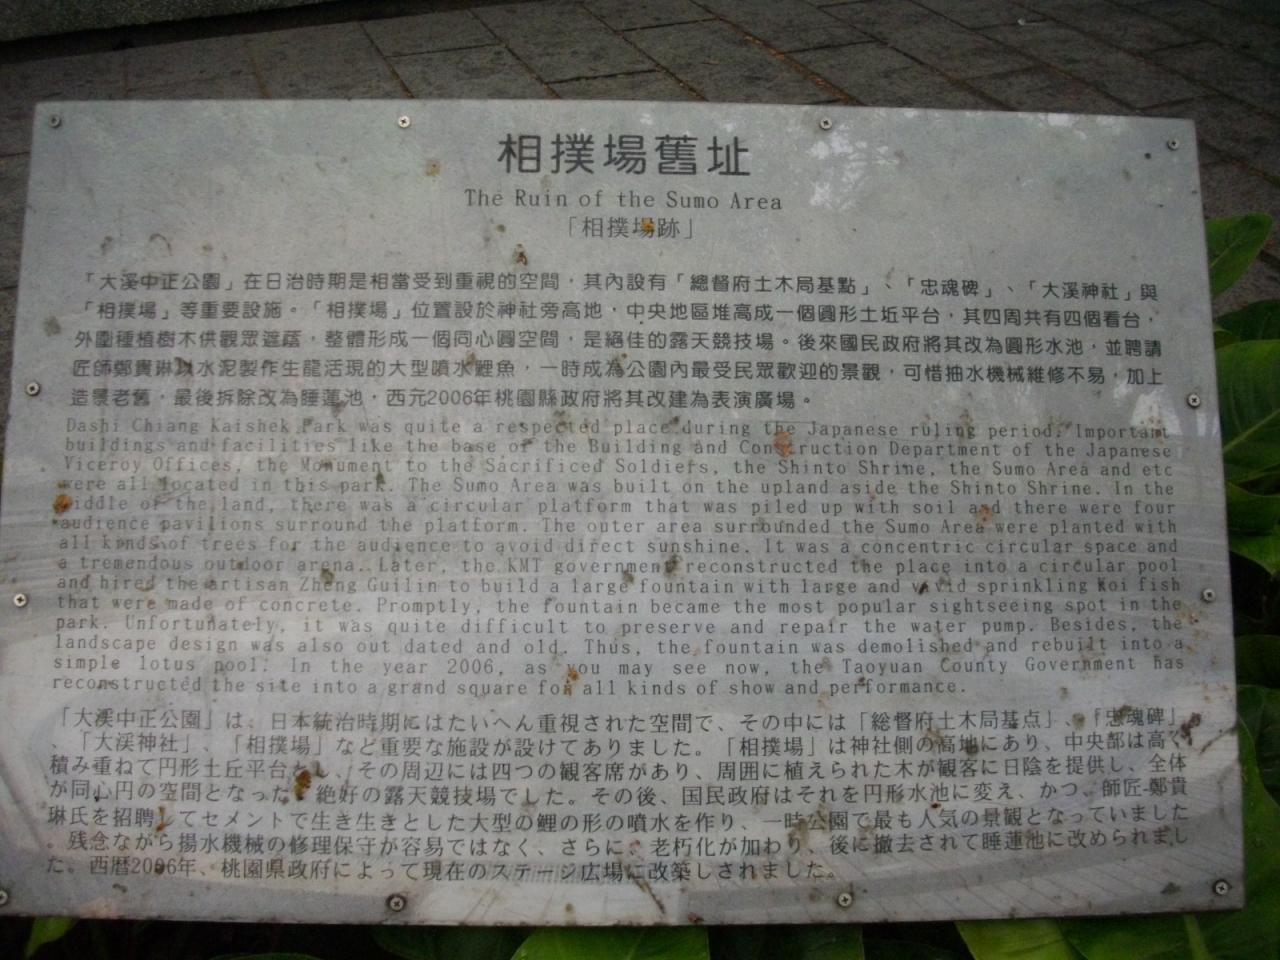 相撲場舊址
The Ruin of the Sumo Area
「相撲場跡」
「大溪中正公園」在日治時期是相當受到重視的空間，其內設有「總督府土木局基點」、「忠魂碑」、「大溪神社」與
「相撲場」等重要設施。「相撲場」位置設於神社旁高地，中央地區堆高成一個圓形土坵平台，其四周共有四個看台，
外圍種植樹木供觀眾遮蔭，整體形成一個同心圓空間，是絕佳的露天競技場。後來國民政府將其改為圓形水池，並聘請
匠師鄭貴琳以水泥製作生龍活現的大型噴水鯉魚，一時成為公園內最受民眾歡迎的景觀，可惜抽水機械維修不易，加上
造景老舊，最後拆除改為睡蓮池，西元2006年桃園縣政府將其改建為表演廣場。
Dashi Chiang Kaishek Park was quite a respected place during the Japanese ruling period. Important
buildings and facilities like the base of the Building and Construction Department of the Japanese
Viceroy Offices, the Monument to the Sacrificed Soldiers, the Shinto Shrine, the Sumo Area and etc
were all located in this park. The Sumo Area was built on the upland aside the Shinto Shrine. In the
middle of the land, there was a circular platform that was piled up with soil and there were four
audience pavilions surround the platform. The outer area surrounded the Sumo Area were planted with
all kinds of trees for the audience to avoid direct sunshine. It was a concentric circular space and
a tremendous outdoor arena. Later, the KMT government reconstructed the place into a circular pool
and hired the artisan Zheng Guilin to build a large fountain with large and vivid sprinkling Koi fish
that were made of concrete. Promptly, the fountain became the most popular sightseeing spot in the
park. Unfortunately, it was quite difficult to preserve and repair the water pump. Besides, the
landscape design was also out dated and old. Thus, the fountain was demolished and rebuilt into a
simple lotus pool. In the year 2006, as you may see now, the Taoyuan County Government has
reconstructed the site into a grand square for all kinds of show and performance.
「大渓中正公園」は、日本統治時期にはたいへん重視された空間で、その中には「総督府土木局基点」、「忠魂碑」
、「大渓神社」、「相撲場」など重要な施設が設けてありました。「相撲場」は神社側の高地にあり、中央部は高く
積み重ねて円形土丘平台とし、その周辺には四つの観客席があり、周囲に植えられた木が観客に日陰を提供し、全体
が同心円の空間となった、絶好の露天競技場でした。その後、国民政府はそれを円形水池に変え、かつ、師匠-鄭貴
琳氏を招聘してセメントで生き生きとした大型の鯉の形の噴水を作り、一時公園で最も人気の景観となっていました
。残念ながら揚水機械の修理保守が容易ではなく、さらに、老朽化が加わり、後に撤去されて睡蓮池に改められまし
た。西暦2006年、桃園県政府によって現在のステージ広場に改築しされました。